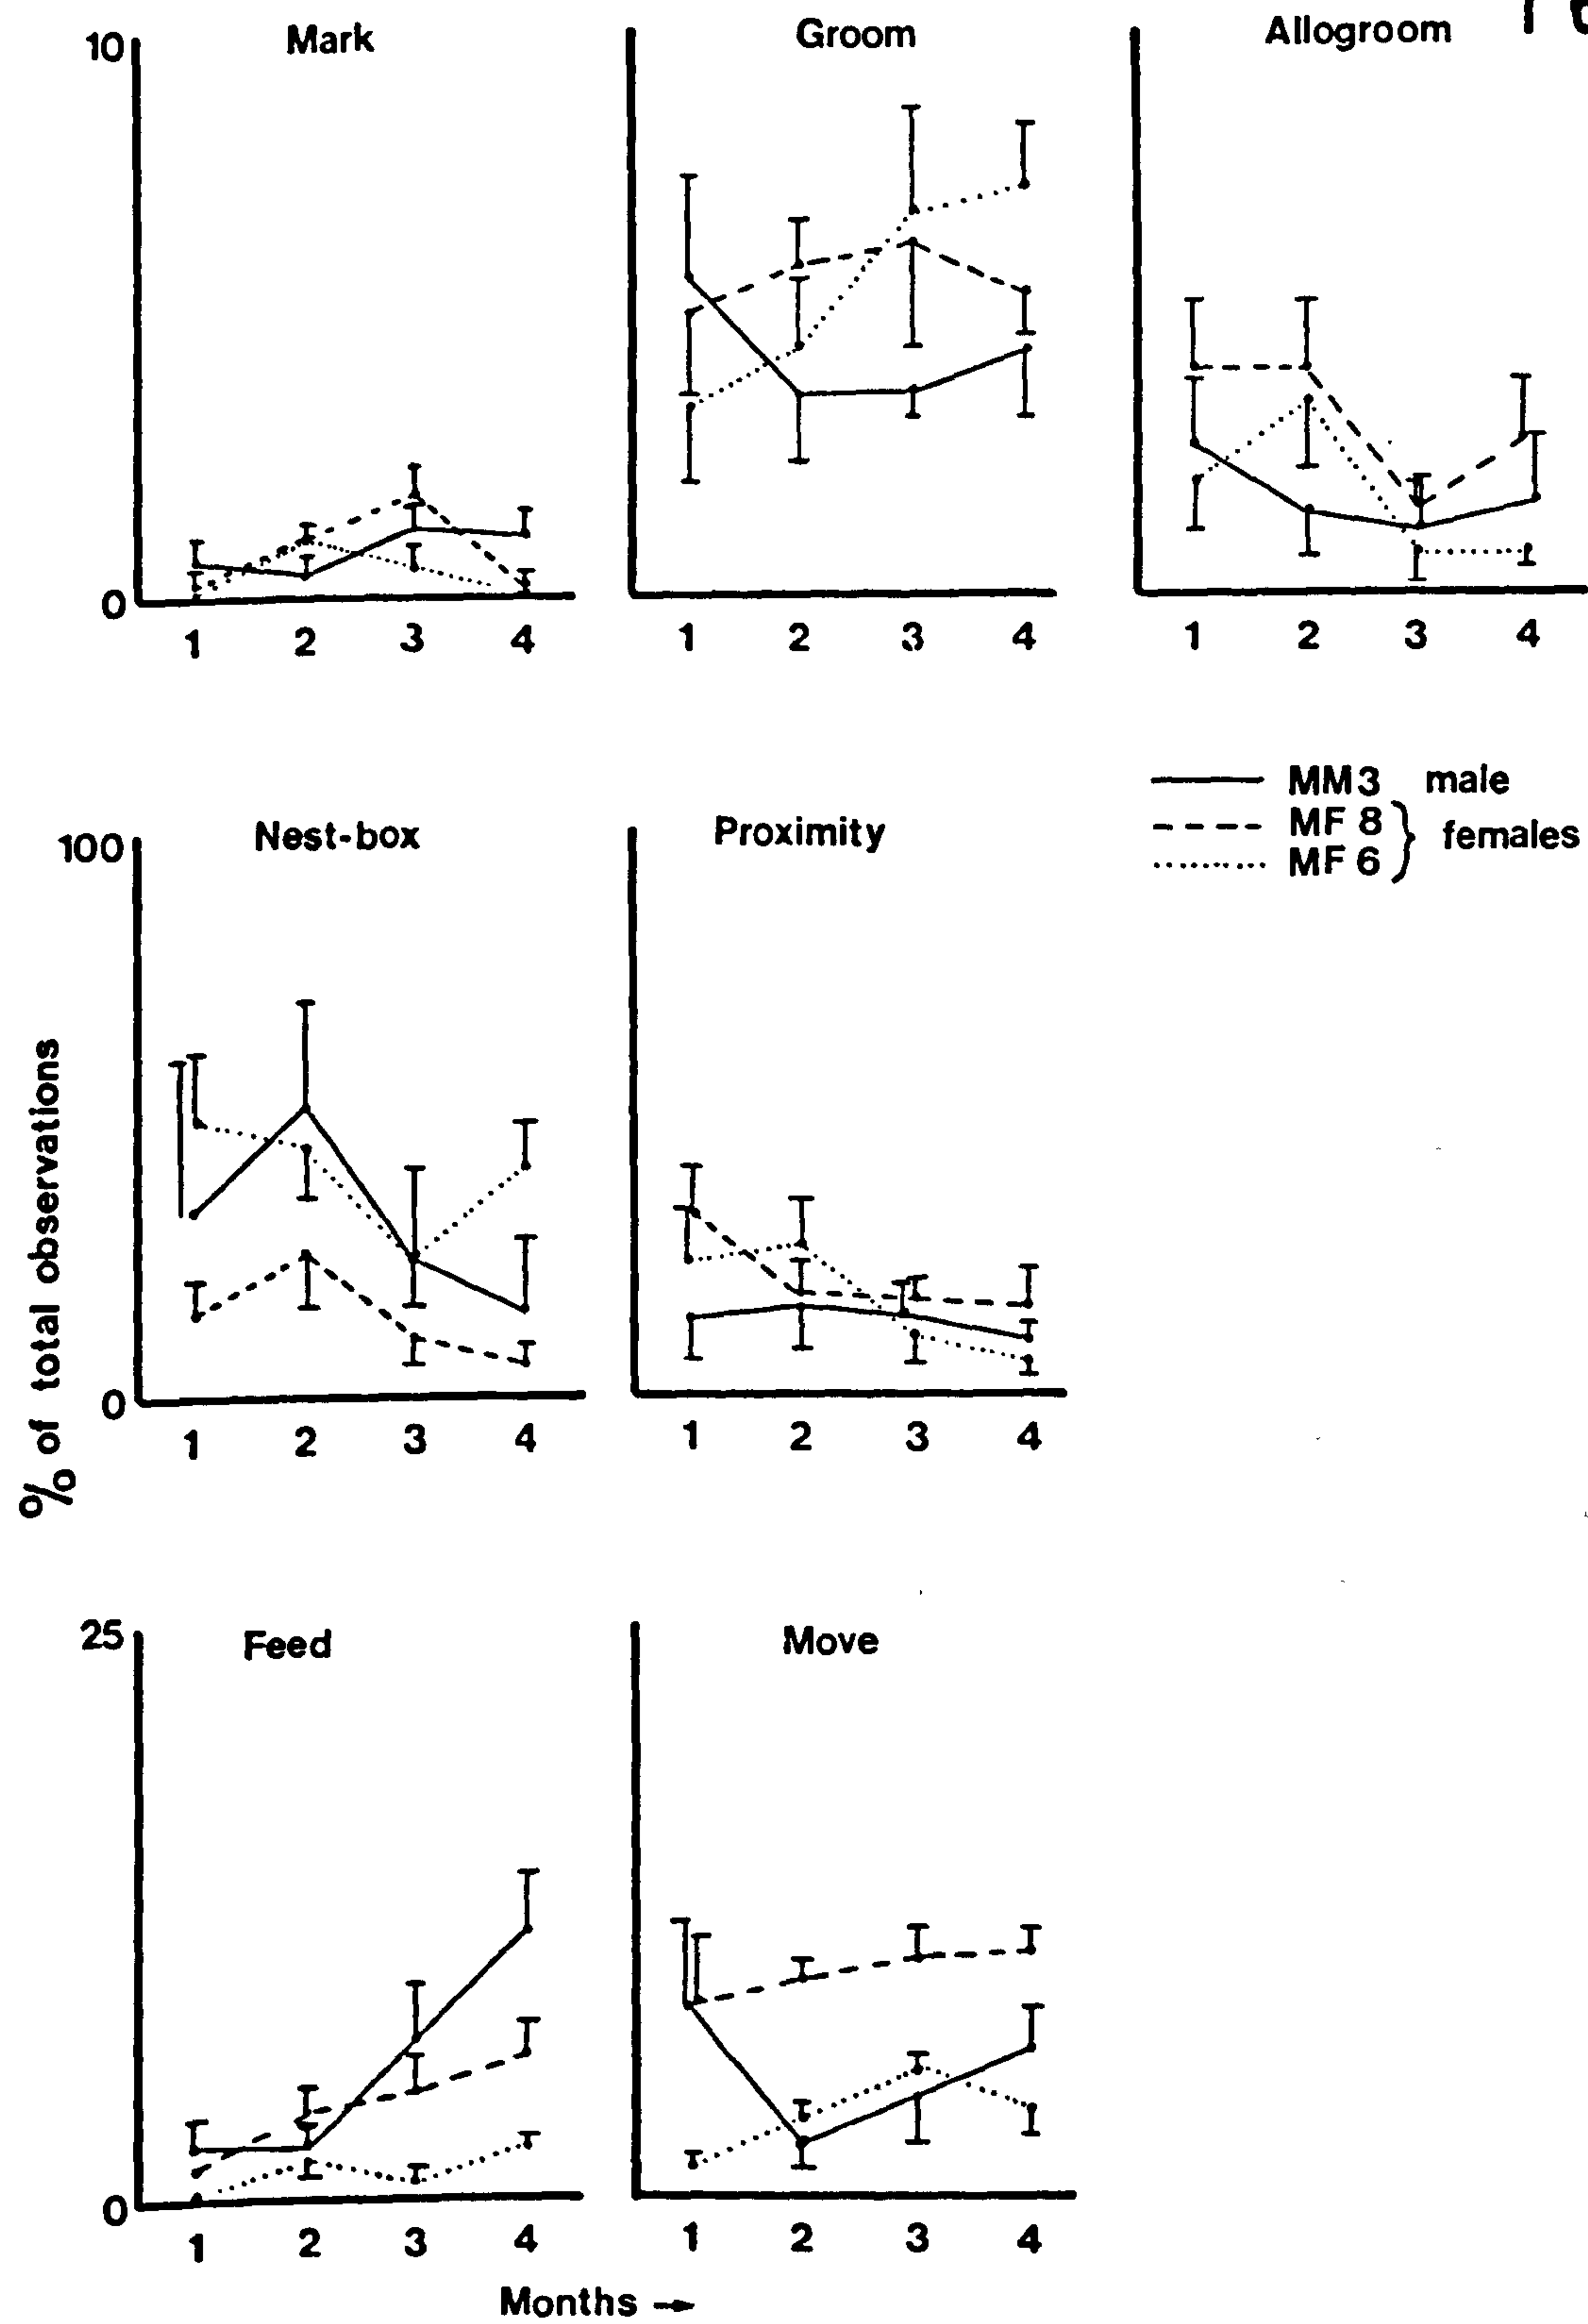 Mark Groom Allogroom
10
0
1 2 3 4 1 2 3 4 1 2 3 4
MM3 male
MF 8 } females
MF 6
Nest-box Proximity
100
0
1 2 3 4 1 2 3 4
% of total observations
Feed Move
25
0
1 2 3 4 1 2 3 4
Months →